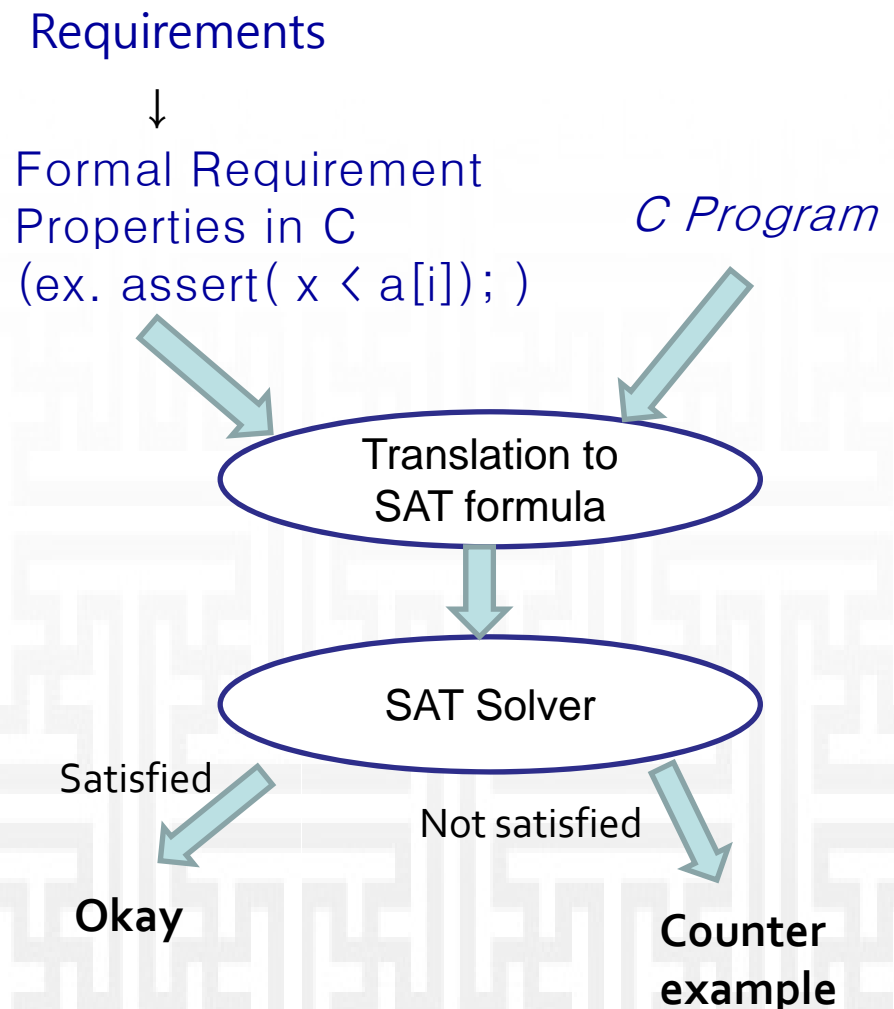 Requirements
↓
Formal Requirement
Properties in C
(ex. assert( x < a[i]); )
C Program
Translation to
SAT formula
SAT Solver
Satisfied
Not satisfied
Okay
Counter
example